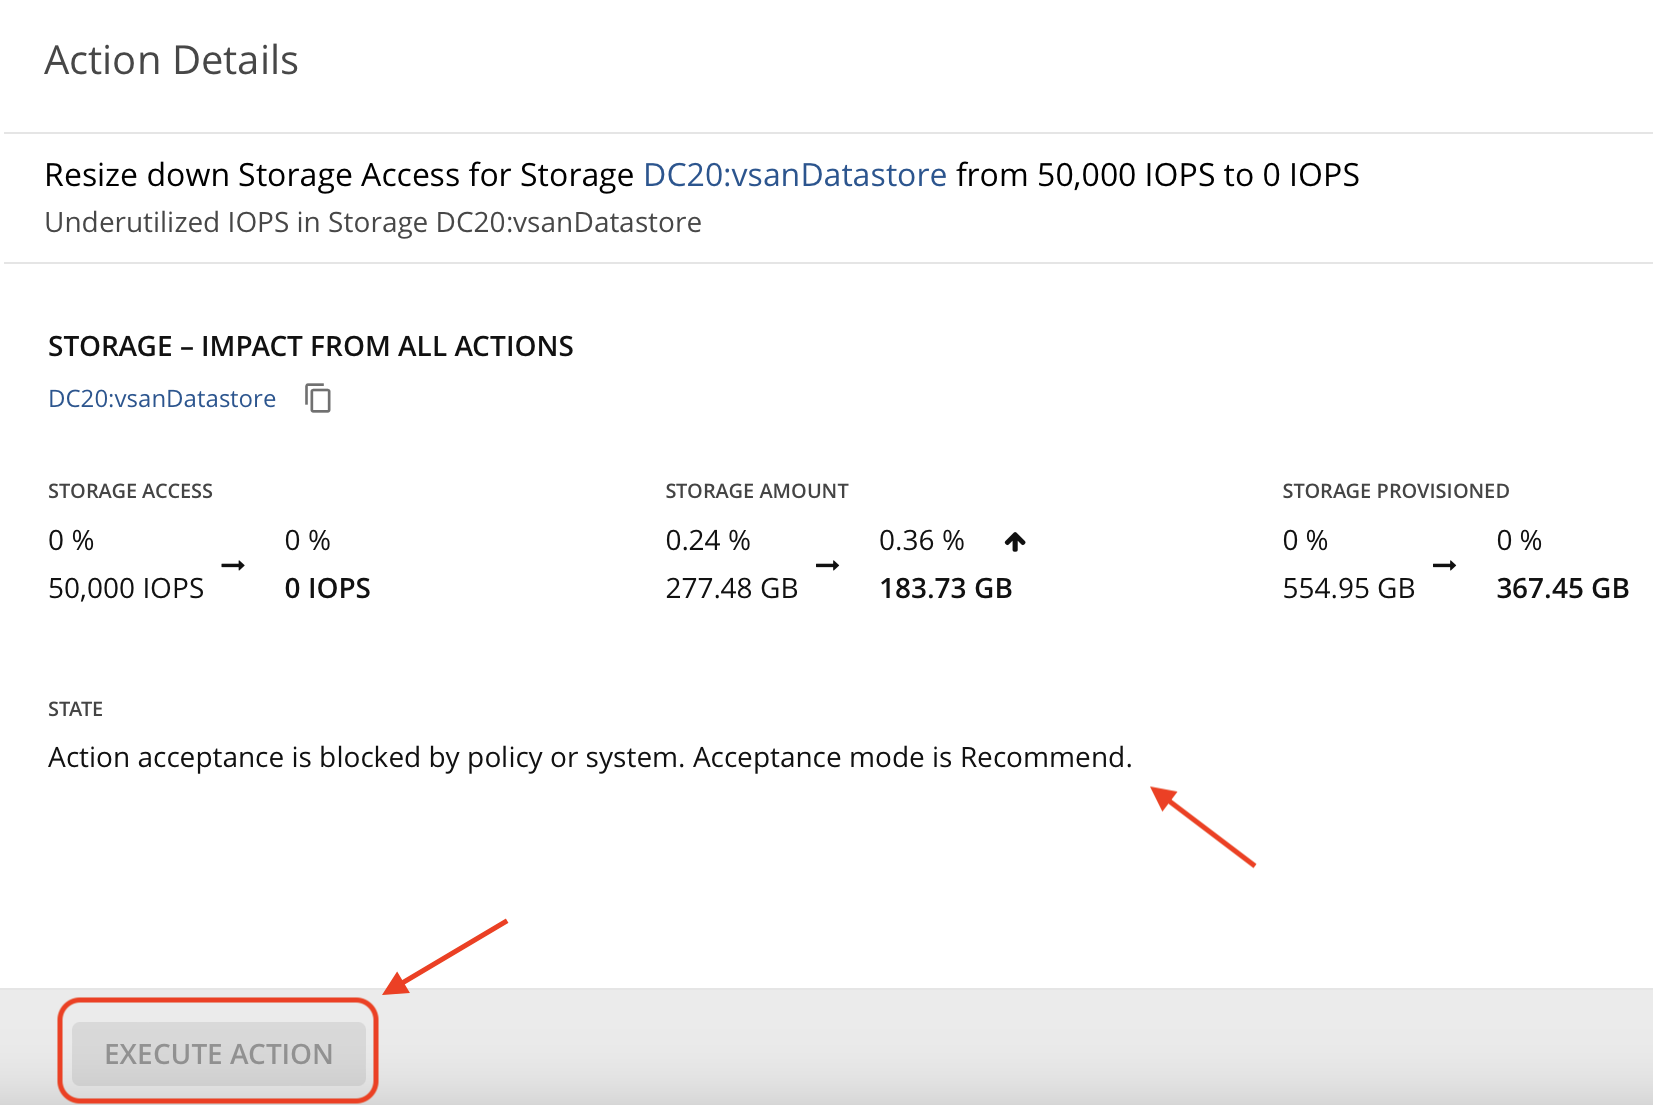 Action Details
Resize down Storage Access for Storage DC20:vsanDatastore from 50,000 IOPS to 0 IOPS
Underutilized IOPS in Storage DC20:vsanDatastore
STORAGE – IMPACT FROM ALL ACTIONS
DC20:vsanDatastore
STORAGE ACCESS
0 % 0 %
50,000 IOPS 0 IOPS
STORAGE AMOUNT
0.24 % 0.36 %
277.48 GB 183.73 GB
STORAGE PROVISIONED
0 % 0 %
554.95 GB 367.45 GB
STATE
Action acceptance is blocked by policy or system. Acceptance mode is Recommend.
EXECUTE ACTION